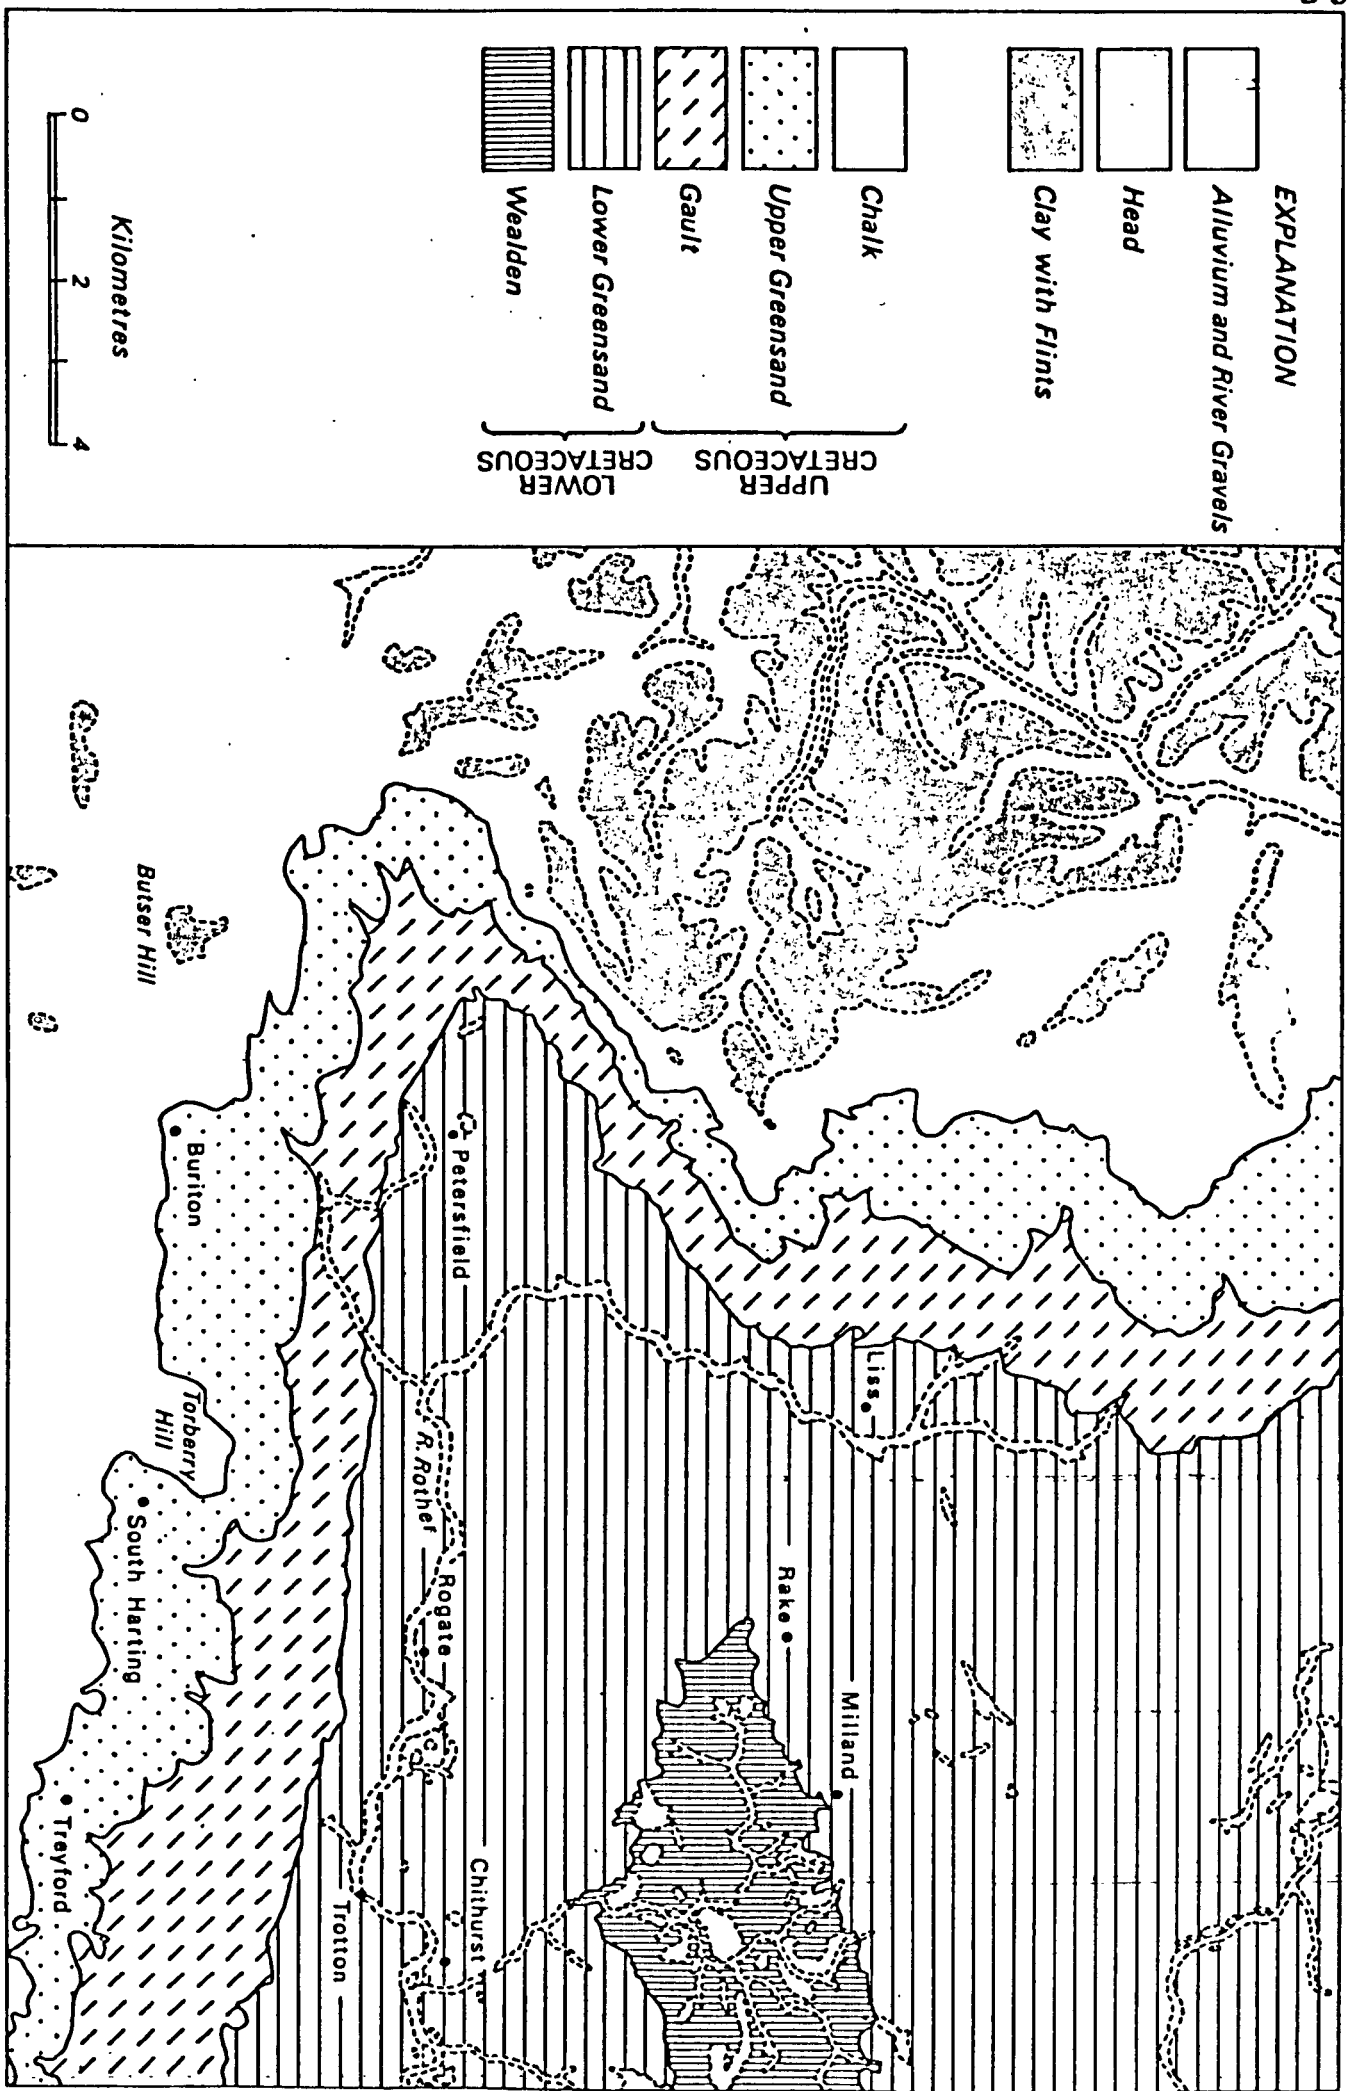 EXPLANATION
Alluvium and River Gravels
Head
Clay with Flints
Chalk
Upper Greensand
Gault
Lower Greensand
Wealden
UPPER
CRETACEOUS
LOWER
CRETACEOUS
0 2 4
Kilometres
Butser Hill
Buriton
Petersfield
Liss
Torberry
Hill
R. Rother
South Harting
Rogate
Rake
Milland
Treyford
Trotton
Chithurst